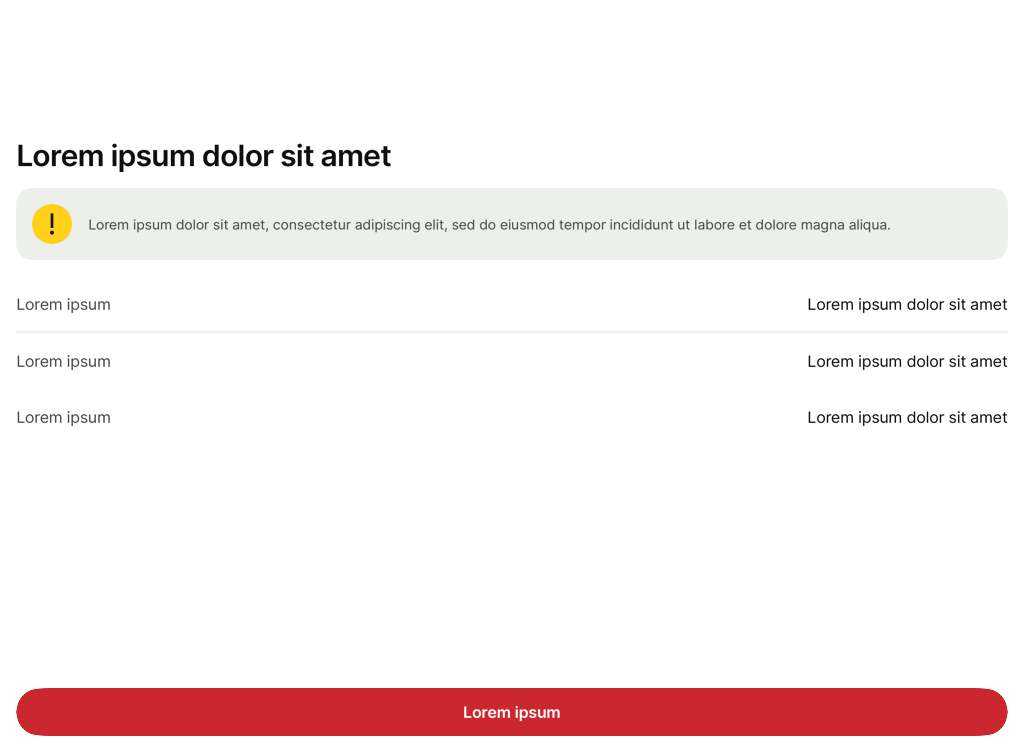 Lorem ipsum dolor sit amet
Lorem ipsum dolor sit amet, consectetur adipiscing elit, sed do eiusmod tempor incididunt ut labore et dolore magna aliqua.
Lorem ipsum Lorem ipsum dolor sit amet
Lorem ipsum Lorem ipsum dolor sit amet
Lorem ipsum Lorem ipsum dolor sit amet
Lorem ipsum